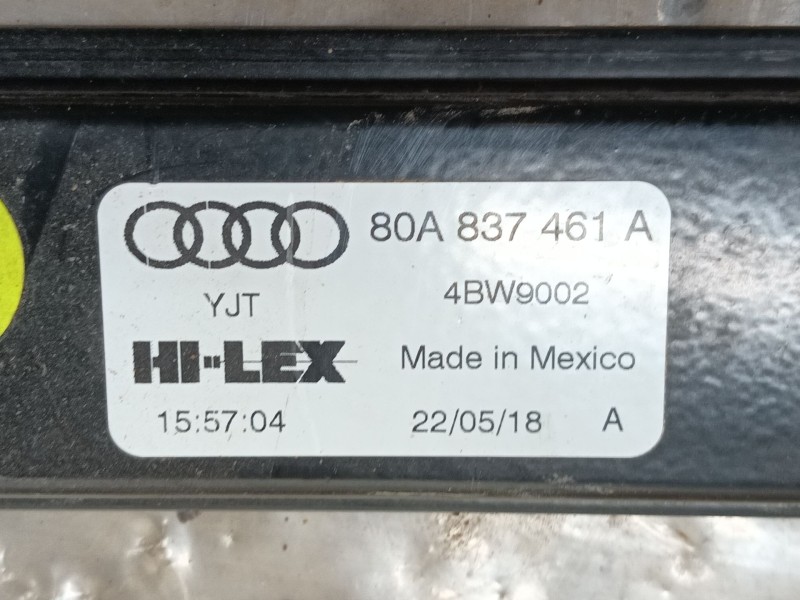 80A 837 461 A
YJT 4BW9002
HI-LEX Made in Mexico
15:57:04 22/05/18 A